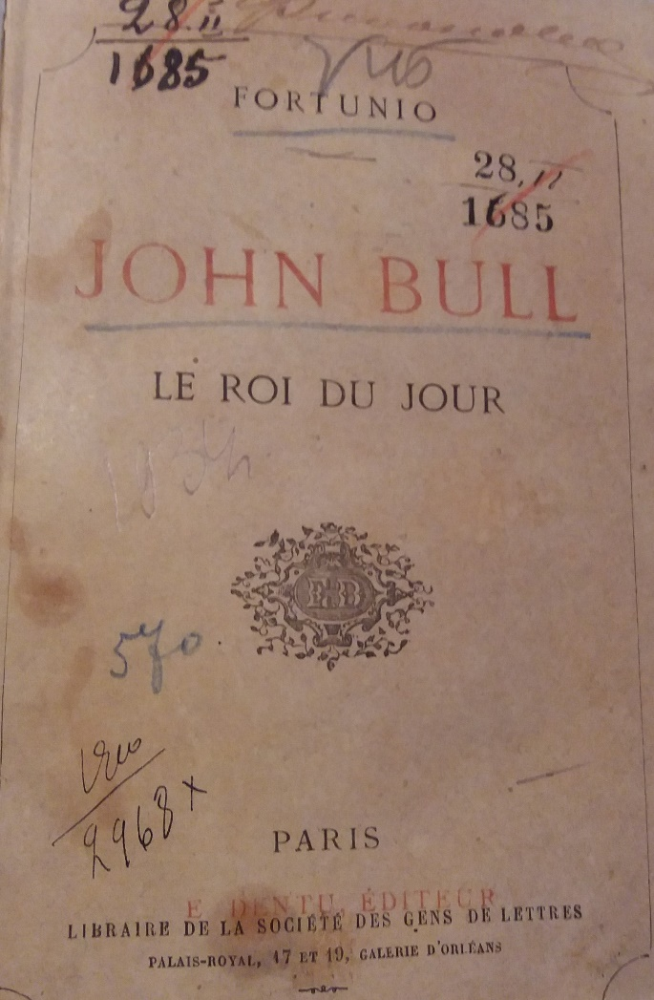 28.II
1685
FORTUNIO
28.II
1685
JOHN BULL
LE ROI DU JOUR
570.
2968 x
PARIS
E. DENTU, ÉDITEUR
LIBRAIRE DE LA SOCIÉTÉ DES GENS DE LETTRES
PALAIS-ROYAL, 17 ET 19, GALERIE D'ORLÉANS